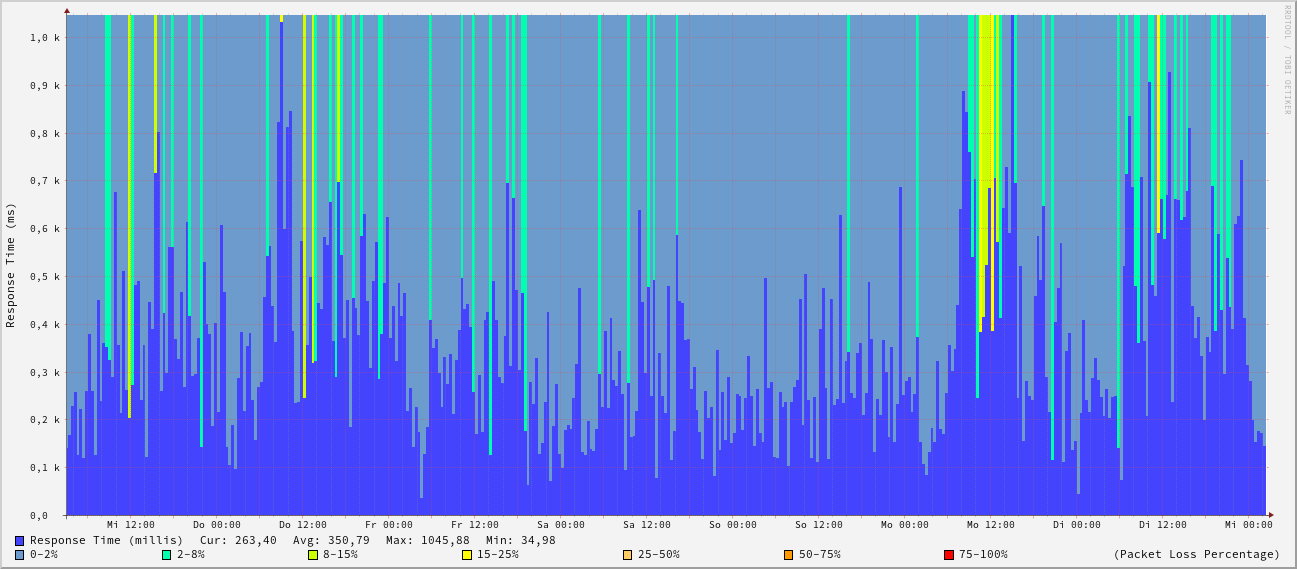 RRDTOOL / TOBI OETIKER
Response Time (ms)
1,0 k
0,9 k
0,8 k
0,7 k
0,6 k
0,5 k
0,4 k
0,3 k
0,2 k
0,1 k
0,0
Mi 12:00 Do 00:00 Do 12:00 Fr 00:00 Fr 12:00 Sa 00:00 Sa 12:00 So 00:00 So 12:00 Mo 00:00 Mo 12:00 Di 00:00 Di 12:00 Mi 00:00
Response Time (millis) Cur: 263,40 Avg: 350,79 Max: 1045,88 Min: 34,98
0-2% 2-8% 8-15% 15-25% 25-50% 50-75% 75-100% (Packet Loss Percentage)